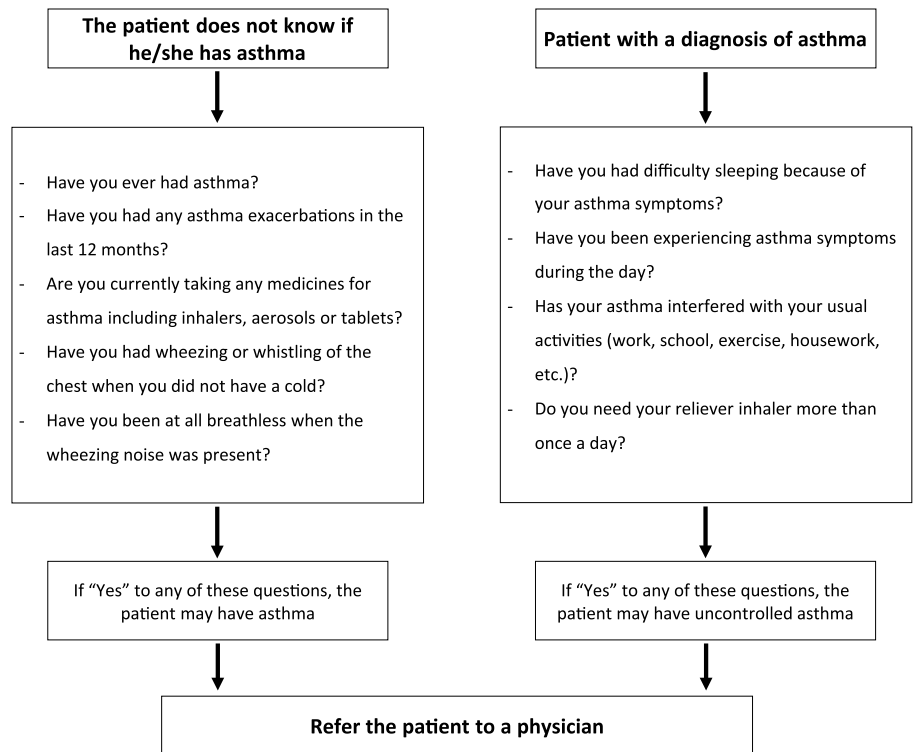 The patient does not know if
he/she has asthma
- Have you ever had asthma?
- Have you had any asthma exacerbations in the
last 12 months?
- Are you currently taking any medicines for
asthma including inhalers, aerosols or tablets?
- Have you had wheezing or whistling of the
chest when you did not have a cold?
- Have you been at all breathless when the
wheezing noise was present?
If “Yes” to any of these questions, the
patient may have asthma
Patient with a diagnosis of asthma
- Have you had difficulty sleeping because of
your asthma symptoms?
- Have you been experiencing asthma symptoms
during the day?
- Has your asthma interfered with your usual
activities (work, school, exercise, housework,
etc.)?
- Do you need your reliever inhaler more than
once a day?
If “Yes” to any of these questions, the
patient may have uncontrolled asthma
Refer the patient to a physician